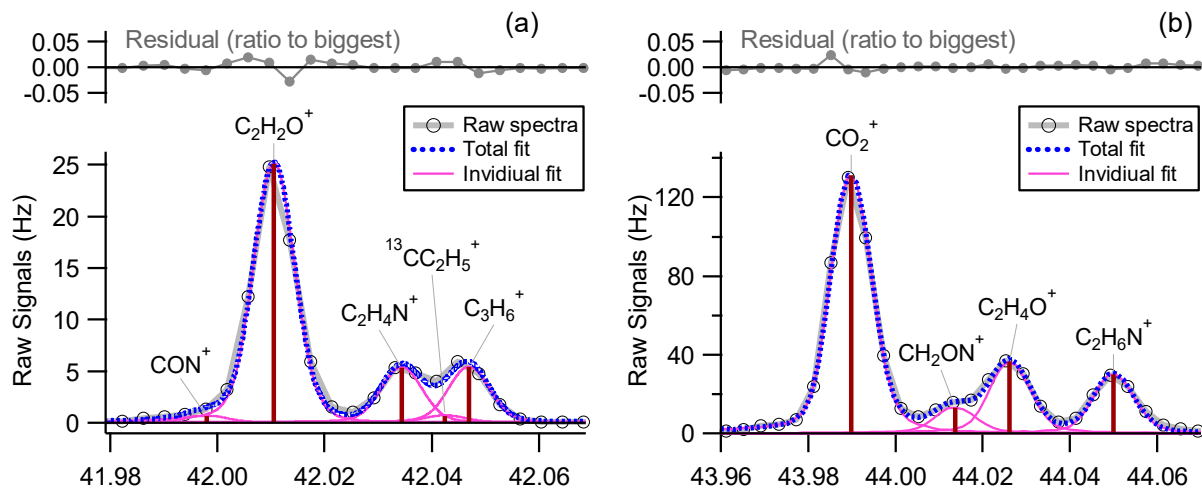 (a)
Residual (ratio to biggest)
0.05
0.00
-0.05
Raw spectra
Total fit
Invidiual fit
C2H2O+
13CC2H5+
C2H4N+
C3H6+
CON+
Raw Signals (Hz)
25
20
15
10
5
0
41.98
42.00
42.02
42.04
42.06
(b)
Residual (ratio to biggest)
0.05
0.00
-0.05
Raw spectra
Total fit
Invidiual fit
CO2+
C2H4O+
CH2ON+
C2H6N+
Raw Signals (Hz)
120
80
40
0
43.96
43.98
44.00
44.02
44.04
44.06